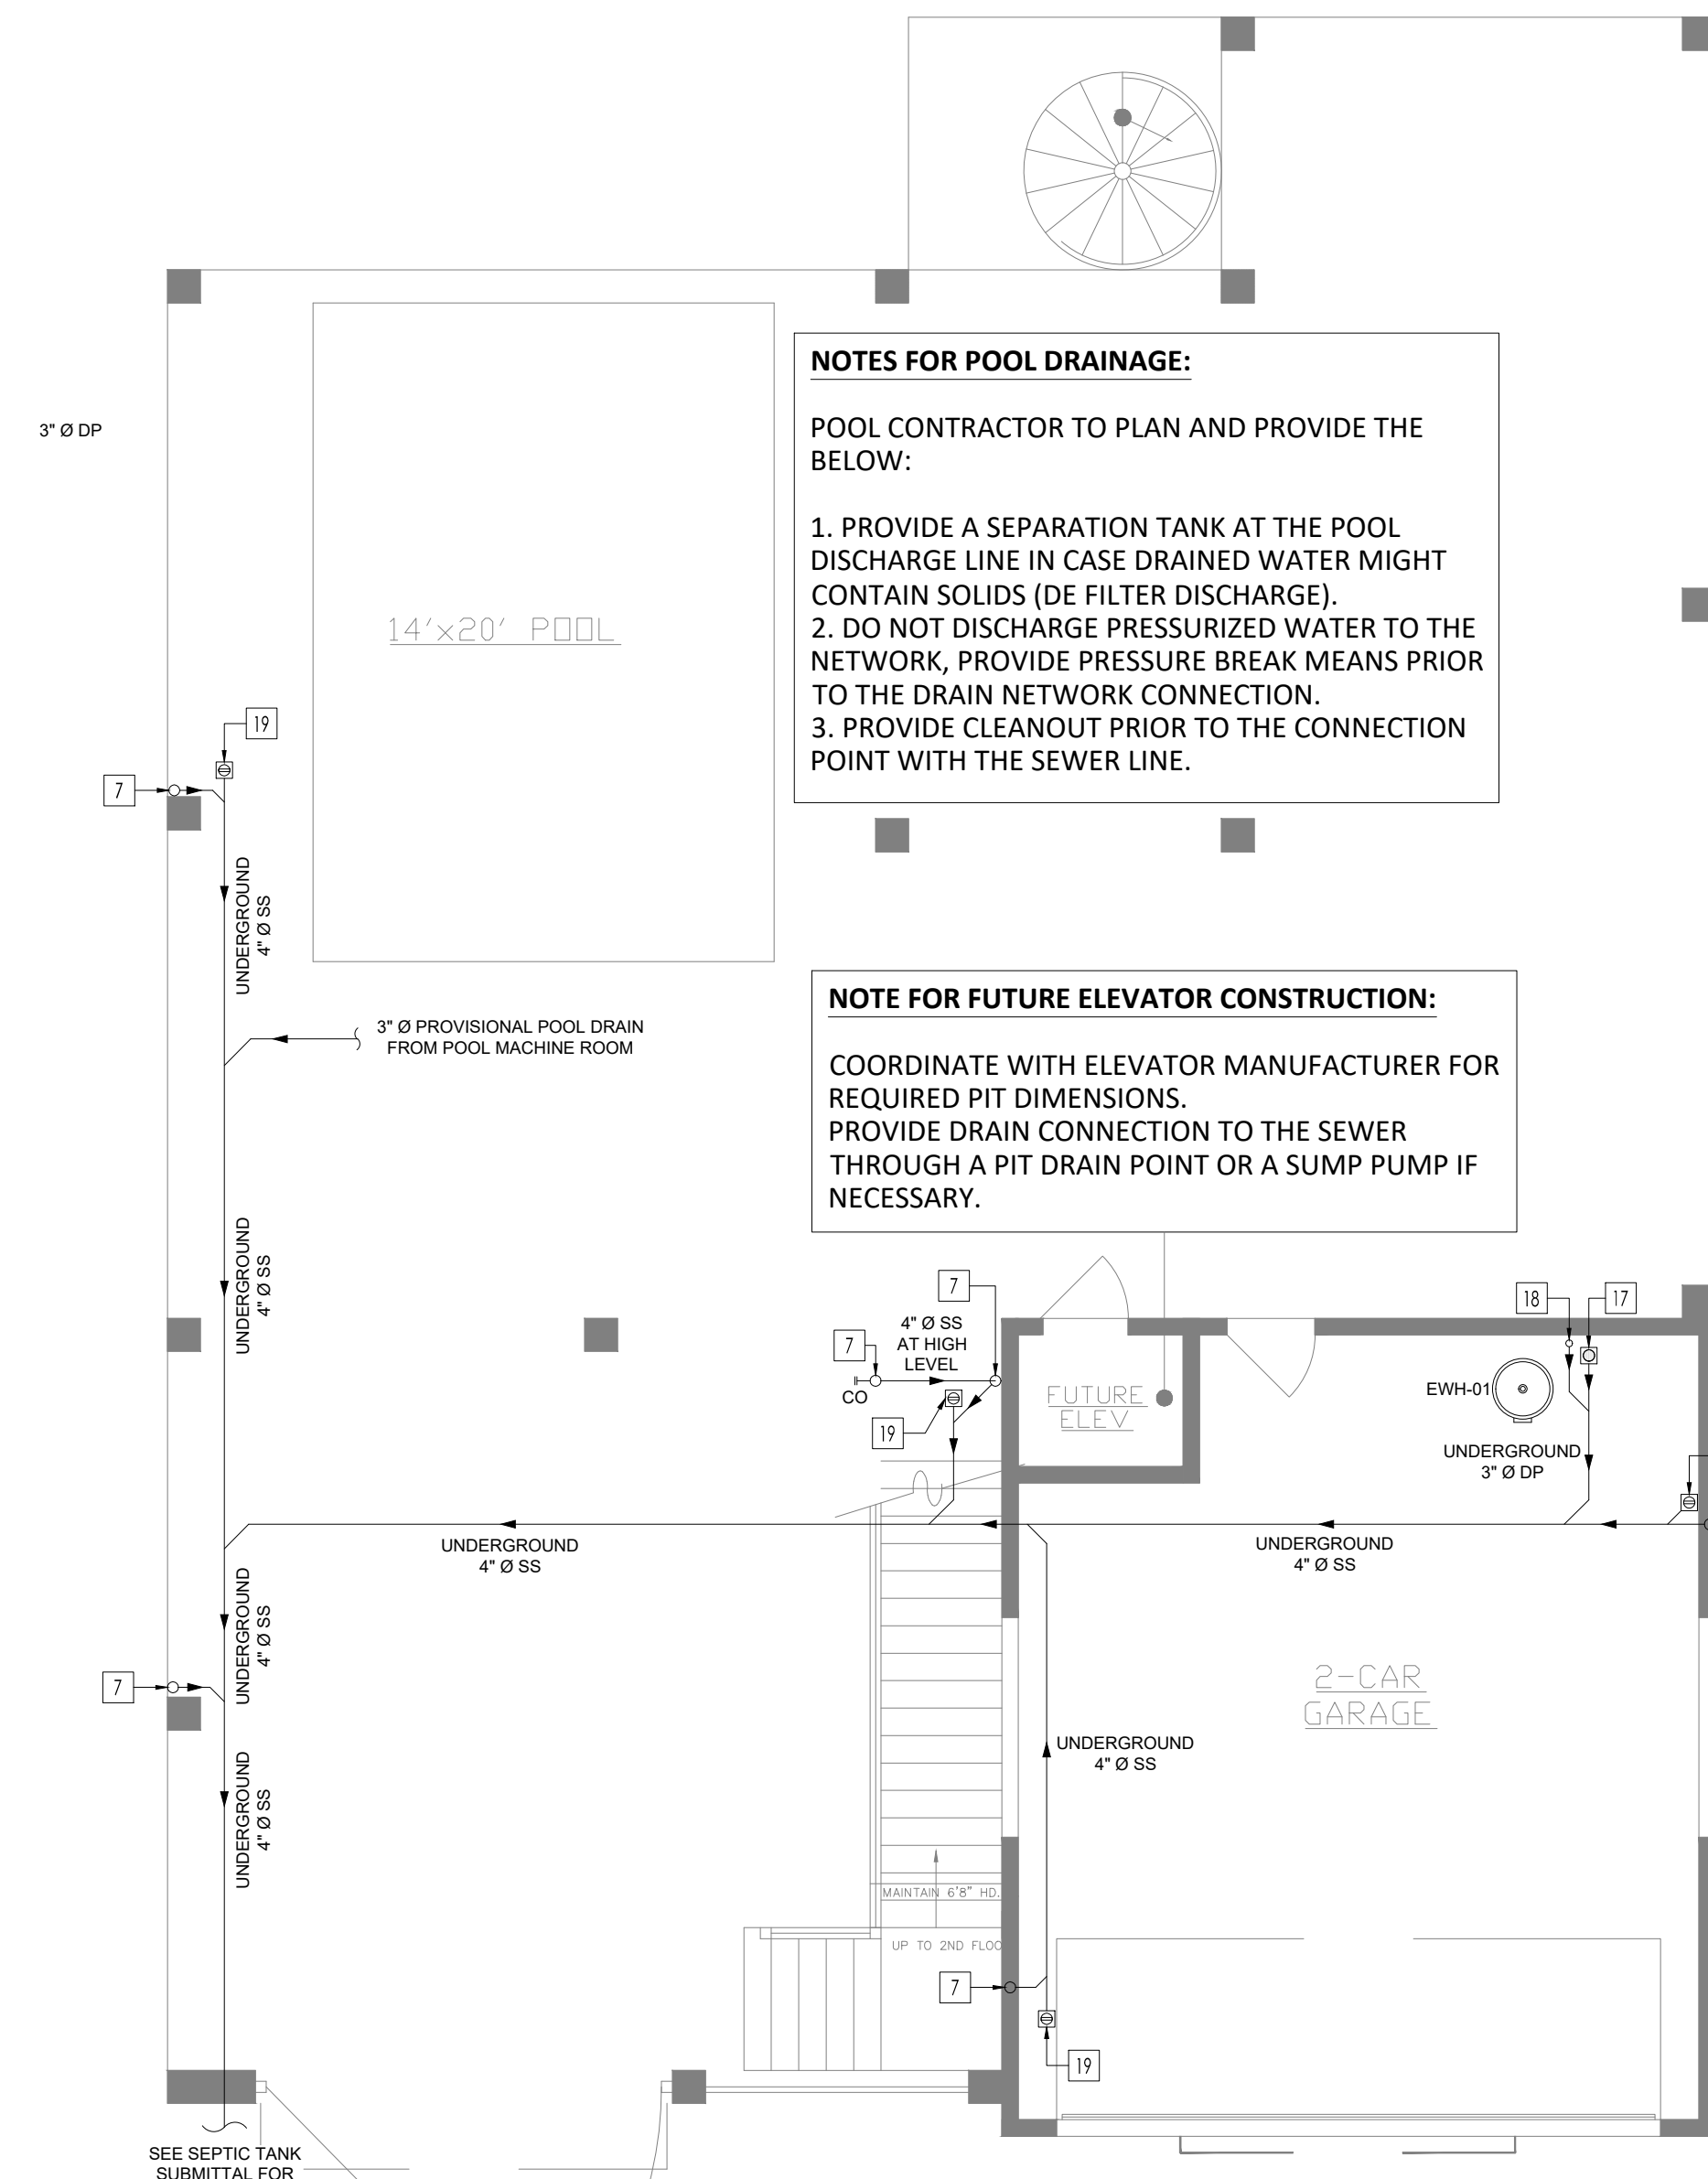 NOTES FOR POOL DRAINAGE:
POOL CONTRACTOR TO PLAN AND PROVIDE THE
BELOW:
1. PROVIDE A SEPARATION TANK AT THE POOL
DISCHARGE LINE IN CASE DRAINED WATER MIGHT
CONTAIN SOLIDS (DE FILTER DISCHARGE).
2. DO NOT DISCHARGE PRESSURIZED WATER TO THE
NETWORK, PROVIDE PRESSURE BREAK MEANS PRIOR
TO THE DRAIN NETWORK CONNECTION.
3. PROVIDE CLEANOUT PRIOR TO THE CONNECTION
POINT WITH THE SEWER LINE.
3" Ø DP
14'x20' POOL
19
7
UNDERGROUND
4" Ø SS
3" Ø PROVISIONAL POOL DRAIN
FROM POOL MACHINE ROOM
NOTE FOR FUTURE ELEVATOR CONSTRUCTION:
COORDINATE WITH ELEVATOR MANUFACTURER FOR
REQUIRED PIT DIMENSIONS.
PROVIDE DRAIN CONNECTION TO THE SEWER
THROUGH A PIT DRAIN POINT OR A SUMP PUMP IF
NECESSARY.
UNDERGROUND
4" Ø SS
7
4" Ø SS
AT HIGH
LEVEL
7
CO
19
FUTURE
ELEV
18
17
EWH-01
UNDERGROUND
3" Ø DP
UNDERGROUND
4" Ø SS
UNDERGROUND
4" Ø SS
UNDERGROUND
4" Ø SS
7
2-CAR
GARAGE
UNDERGROUND
4" Ø SS
UNDERGROUND
4" Ø SS
MAINTAIN 6'8" HD.
UP TO 2ND FLOO
7
19
SEE SEPTIC TANK
SUBMITTAL FOR